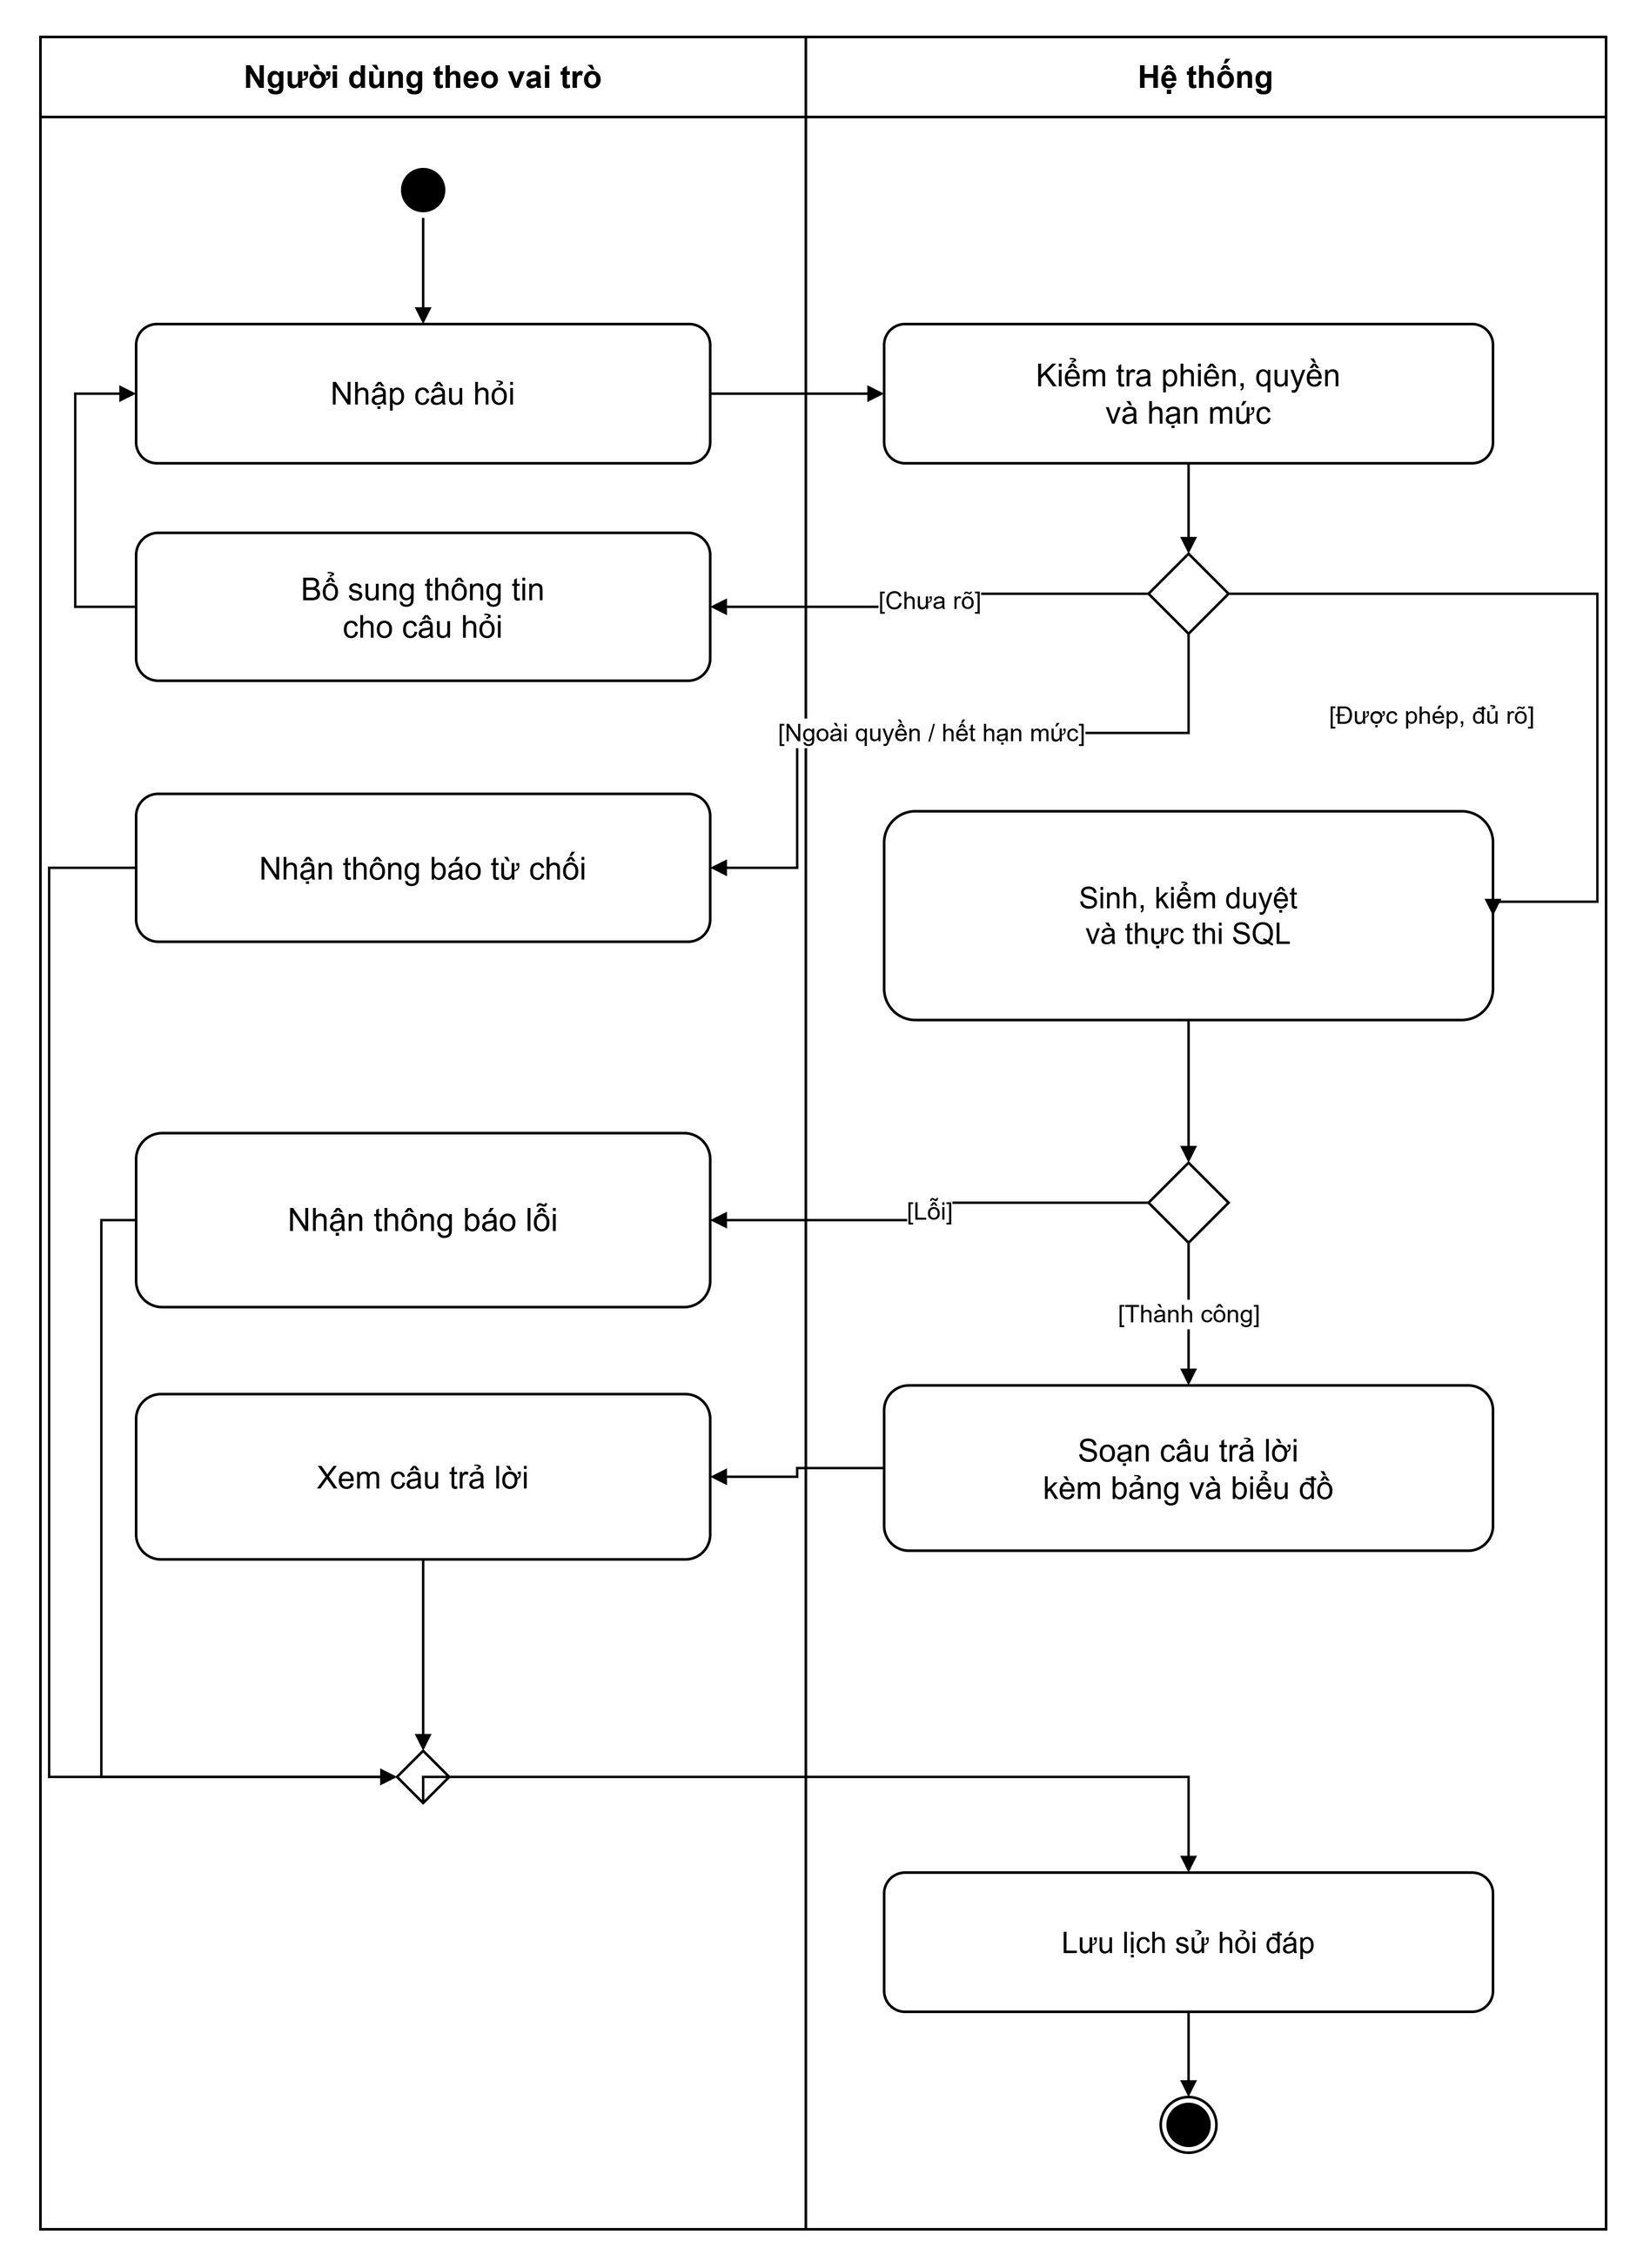 Người dùng theo vai trò
Hệ thống
Nhập câu hỏi
Kiểm tra phiên, quyền
và hạn mức
Bổ sung thông tin
cho câu hỏi
[Chưa rõ]
[Được phép, đủ rõ]
[Ngoài quyền / hết hạn mức]
Nhận thông báo từ chối
Sinh, kiểm duyệt
và thực thi SQL
Nhận thông báo lỗi
[Lỗi]
[Thành công]
Xem câu trả lời
Soạn câu trả lời
kèm bảng và biểu đồ
Lưu lịch sử hỏi đáp